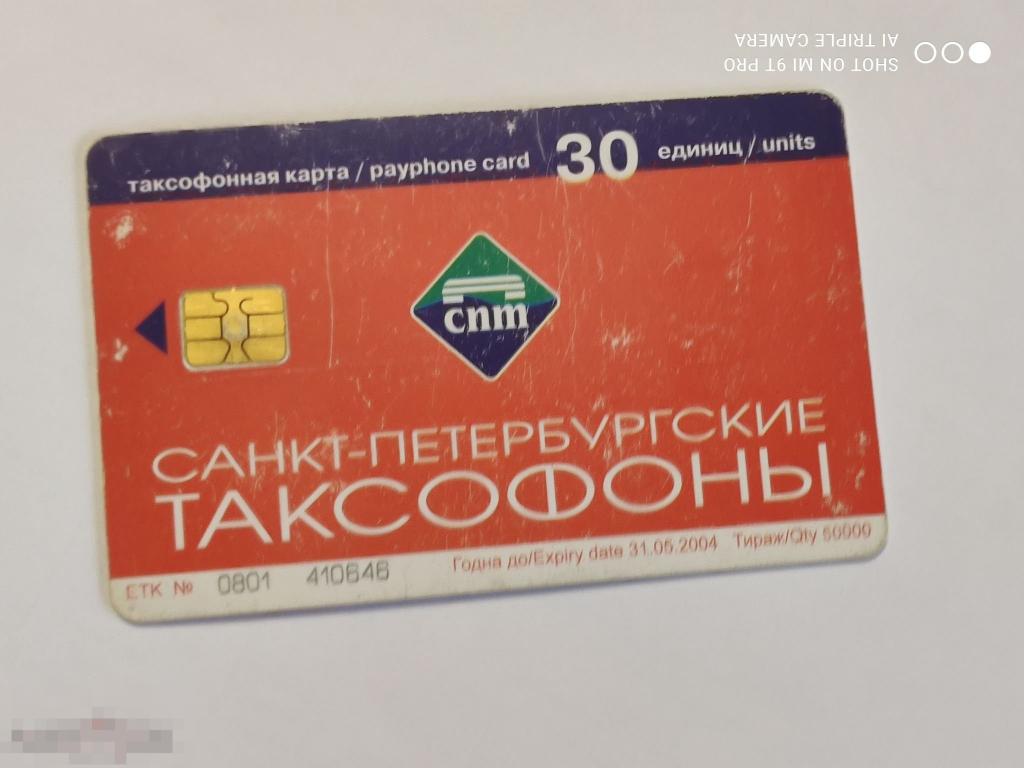 SHOT ON MI 9T PRO
AI TRIPLE CAMERA
таксофонная карта / payphone card 30 единиц / units
спт
САНКТ-ПЕТЕРБУРГСКИЕ
ТАКСОФОНЫ
Годна до/Expiry date 31.05.2004 Тираж/Qty 50000
ЕТК № 0801 410646